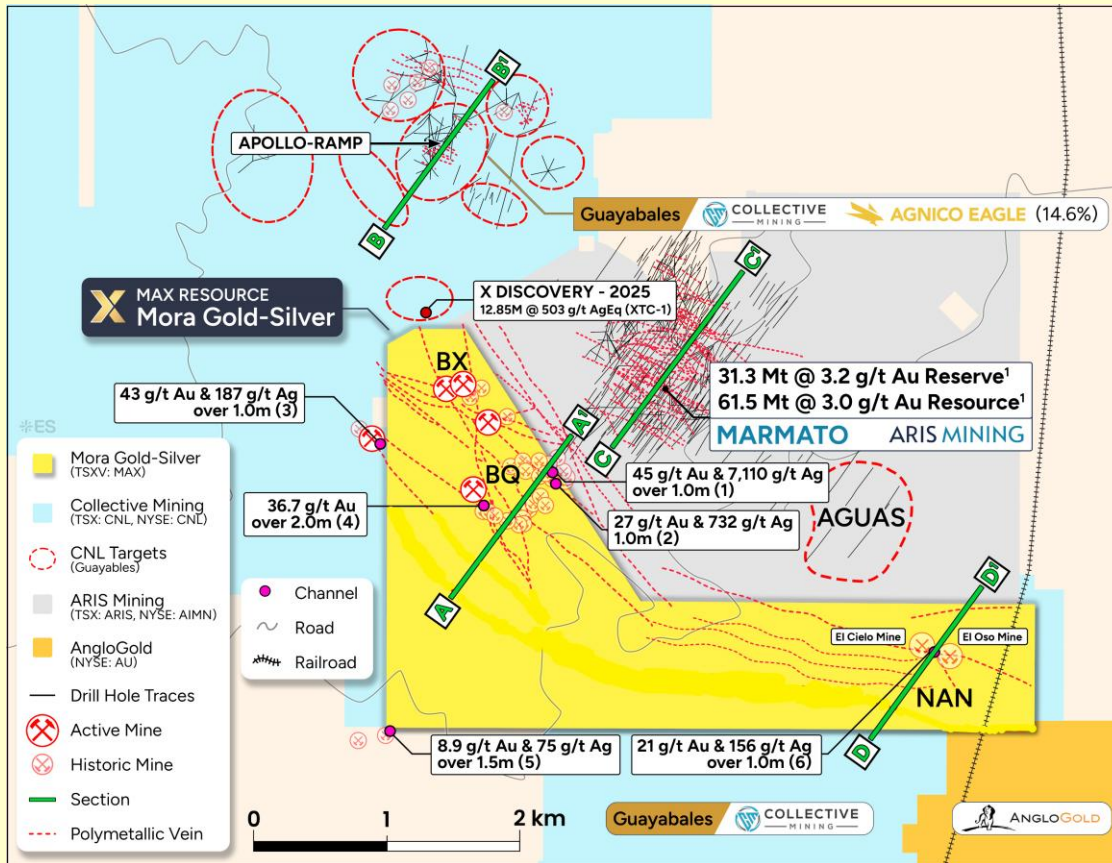 B1
APOLLO-RAMP
B
Guayabales
COLLECTIVE
MINING
AGNICO EAGLE (14.6%)
C1
MAX RESOURCE
Mora Gold-Silver
X DISCOVERY - 2025
12.85M @ 503 g/t AgEq (XTC-1)
BX
31.3 Mt @ 3.2 g/t Au Reserve¹
61.5 Mt @ 3.0 g/t Au Resource¹
MARMATO
ARIS MINING
43 g/t Au & 187 g/t Ag
over 1.0m (3)
A1
C
ES
BQ
45 g/t Au & 7,110 g/t Ag
over 1.0m (1)
36.7 g/t Au
over 2.0m (4)
27 g/t Au & 732 g/t Ag
1.0m (2)
AGUAS
A
D1
El Cielo Mine
El Oso Mine
NAN
D
8.9 g/t Au & 75 g/t Ag
over 1.5m (5)
21 g/t Au & 156 g/t Ag
over 1.0m (6)
Mora Gold-Silver
(TSXV: MAX)
Collective Mining
(TSX: CNL, NYSE: CNL)
CNL Targets
(Guayables)
ARIS Mining
(TSX: ARIS, NYSE: AIMN)
AngloGold
(NYSE: AU)
Drill Hole Traces
Active Mine
Historic Mine
Section
Polymetallic Vein
Channel
Road
Railroad
0 1 2 km
Guayabales
COLLECTIVE
MINING
ANGLOGOLD